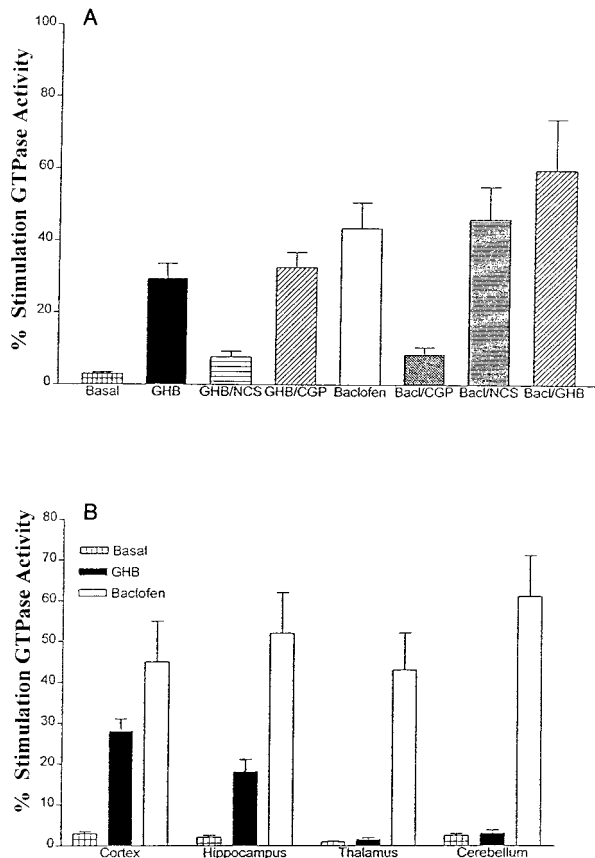 A
% Stimulation GTPase Activity
100
80
60
40
20
0
Basal GHB GHB/NCS GHB/CGP Baclofen Bacl/CGP Bacl/NCS Bacl/GHB
B
% Stimulation GTPase Activity
80
70
60
50
40
30
20
10
0
Basal
GHB
Baclofen
Cortex Hippocampus Thalamus Cerebellum